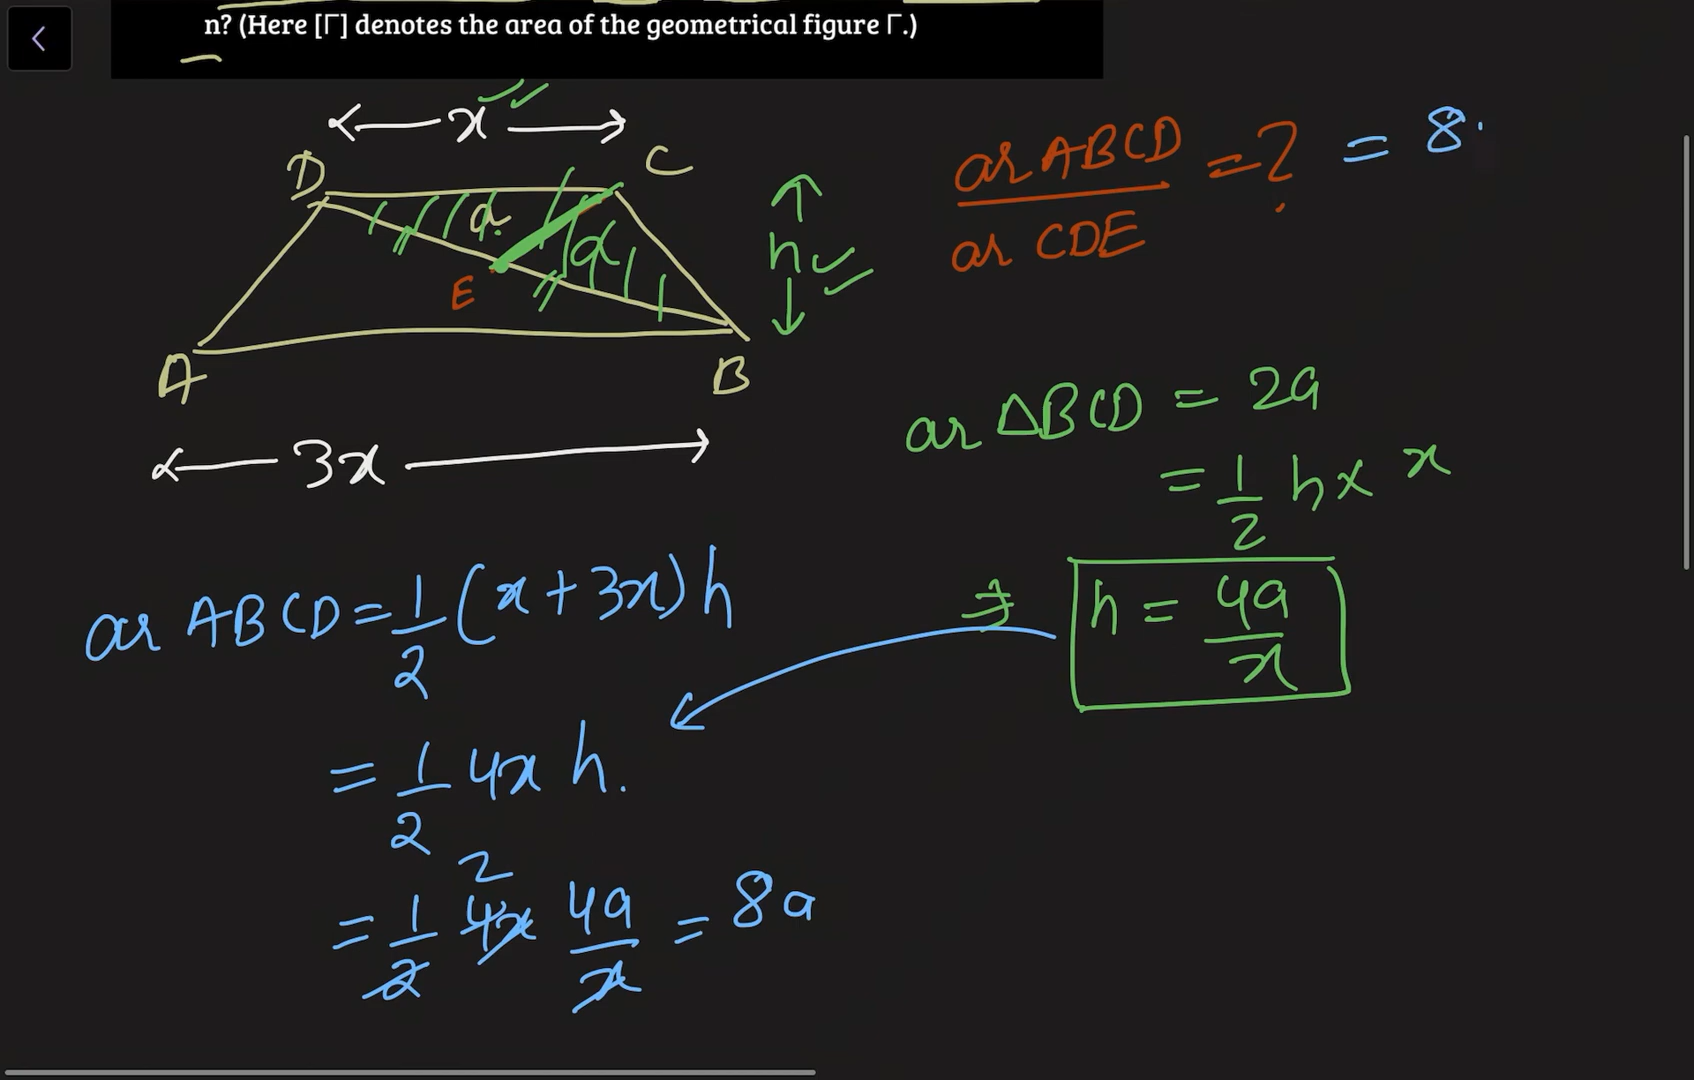 n? (Here [Γ] denotes the area of the geometrical figure Γ.)
x
D
C
a
a
E
A
B
h
3x
ar ABCD / ar CDE = ? = 8
ar ΔBCD = 2a
= 1/2 h × x
⇒ h = 4a/x
ar ABCD = 1/2 (x + 3x) h
= 1/2 4x h.
2
= 1/2 4x 4a/x = 8a